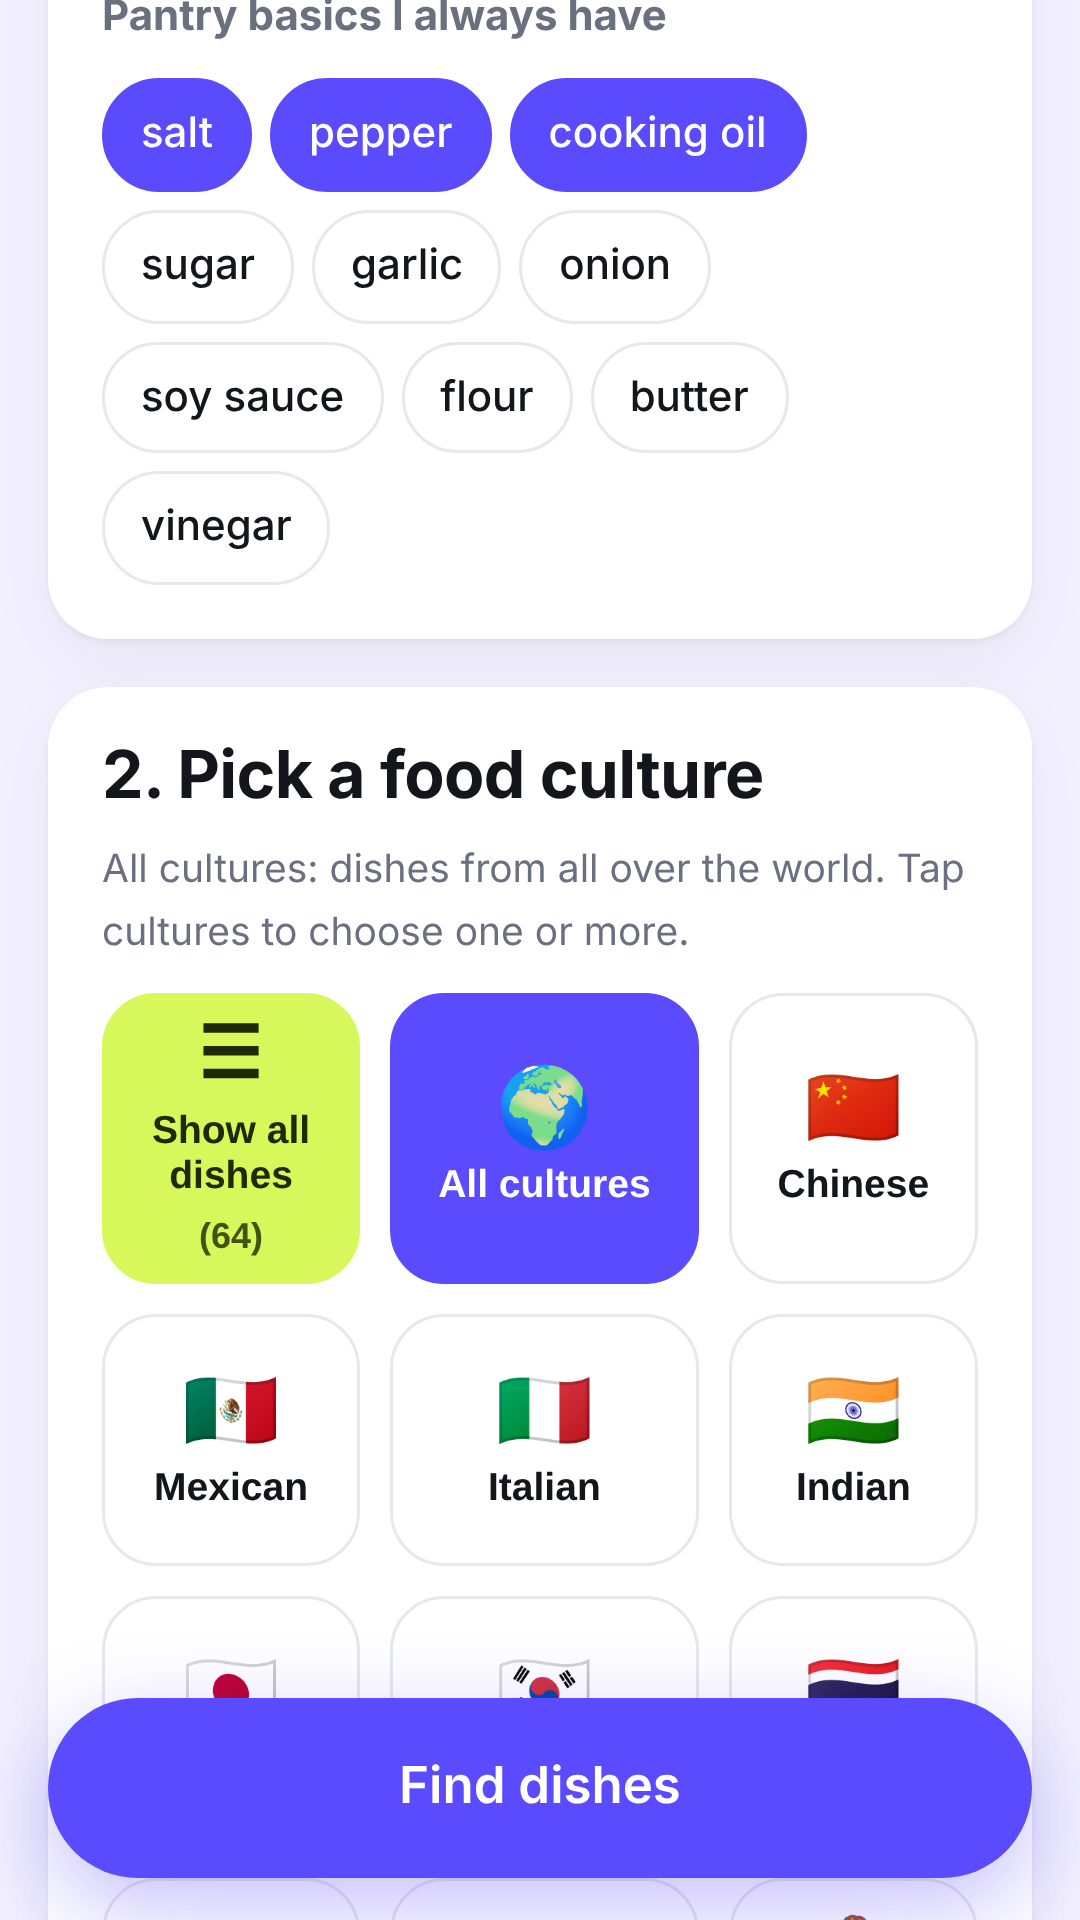 Pantry basics I always have
salt pepper cooking oil
sugar garlic onion
soy sauce flour butter
vinegar
2. Pick a food culture
All cultures: dishes from all over the world. Tap
cultures to choose one or more.
Show all
dishes
(64)
All cultures
Chinese
Mexican
Italian
Indian
Find dishes